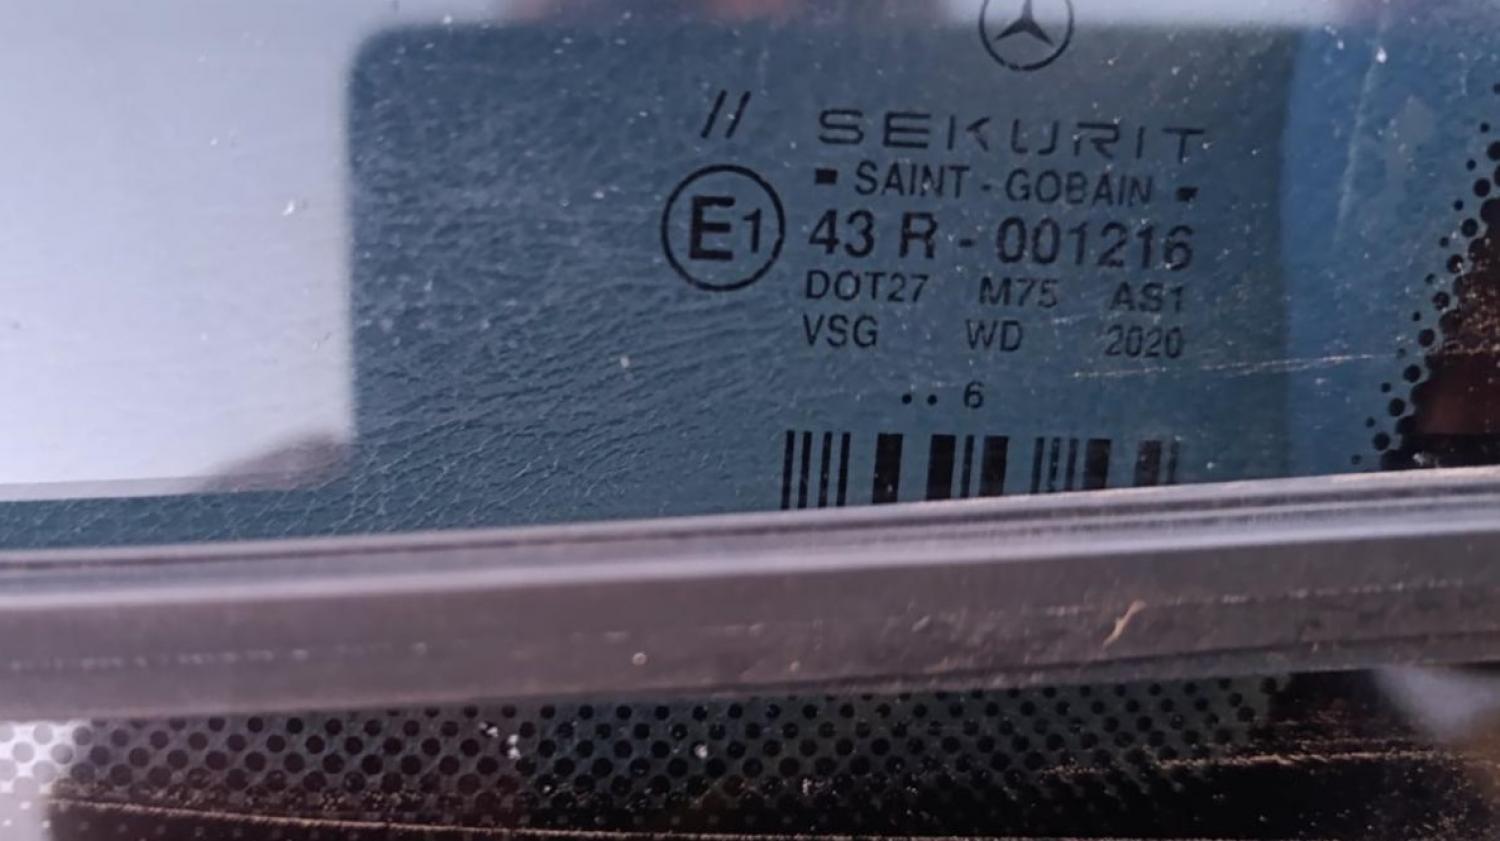 // SEKURIT
▪ SAINT-GOBAIN ▪
E1 43 R - 001216
DOT27 M75 AS1
VSG WD 2020
.. 6